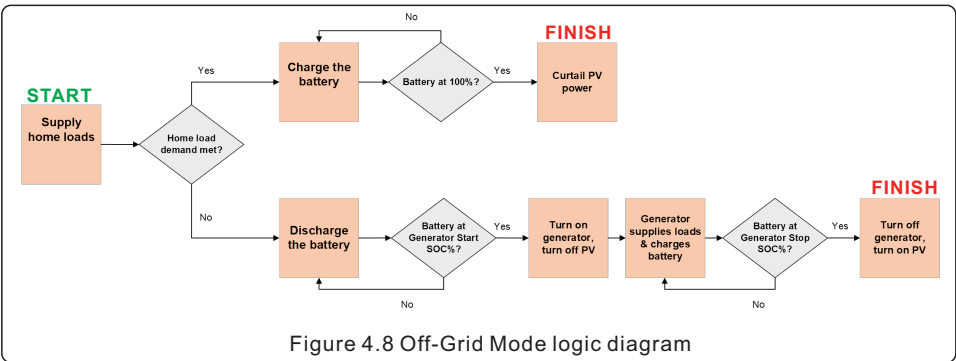 START
Supply
home loads
Home load
demand met?
Yes
Charge the
battery
No
Battery at 100%?
Yes
FINISH
Curtail PV
power
No
Discharge
the battery
Battery at
Generator Start
SOC%?
No
Yes
Turn on
generator,
turn off PV
Generator
supplies loads
& charges
battery
Battery at
Generator Stop
SOC%?
No
Yes
FINISH
Turn off
generator,
turn on PV
Figure 4.8 Off-Grid Mode logic diagram